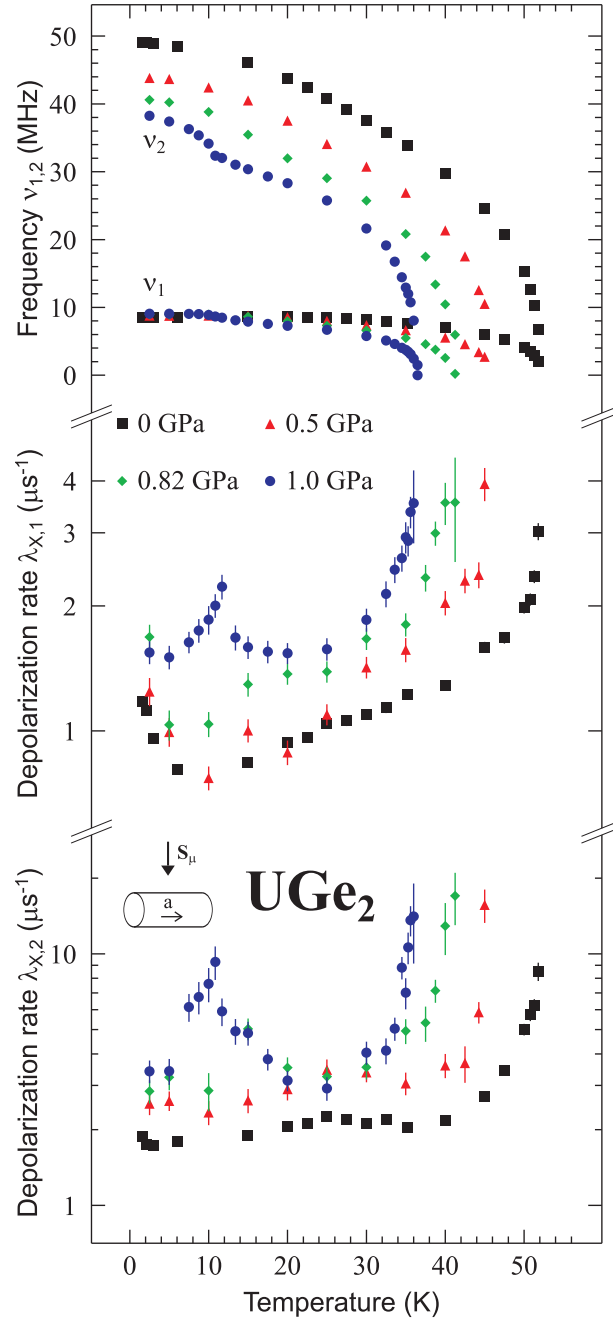 Frequency ν1,2 (MHz)
50
40
30
20
10
0
ν2
ν1
0 GPa
0.5 GPa
0.82 GPa
1.0 GPa
Depolarization rate λX,1 (μs-1)
4
3
2
1
Depolarization rate λX,2 (μs-1)
10
1
Sμ
a
UGe2
0 10 20 30 40 50
Temperature (K)